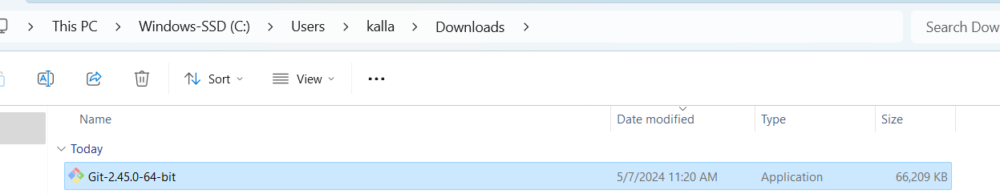 This PC > Windows-SSD (C:) > Users > kalla > Downloads > Search Dow
Sort View
Name Date modified Type Size
Today
Git-2.45.0-64-bit 5/7/2024 11:20 AM Application 66,209 KB